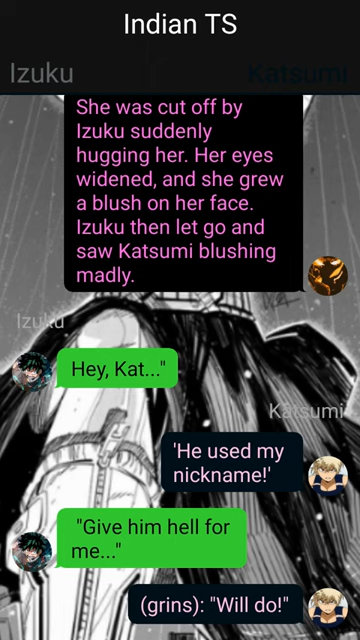 Indian TS
Izuku
Katsumi
She was cut off by
Izuku suddenly
hugging her. Her eyes
widened, and she grew
a blush on her face.
Izuku then let go and
saw Katsumi blushing
madly.
Izuku
Hey, Kat..."
Katsumi
'He used my
nickname!'
"Give him hell for
me..."
(grins): "Will do!"